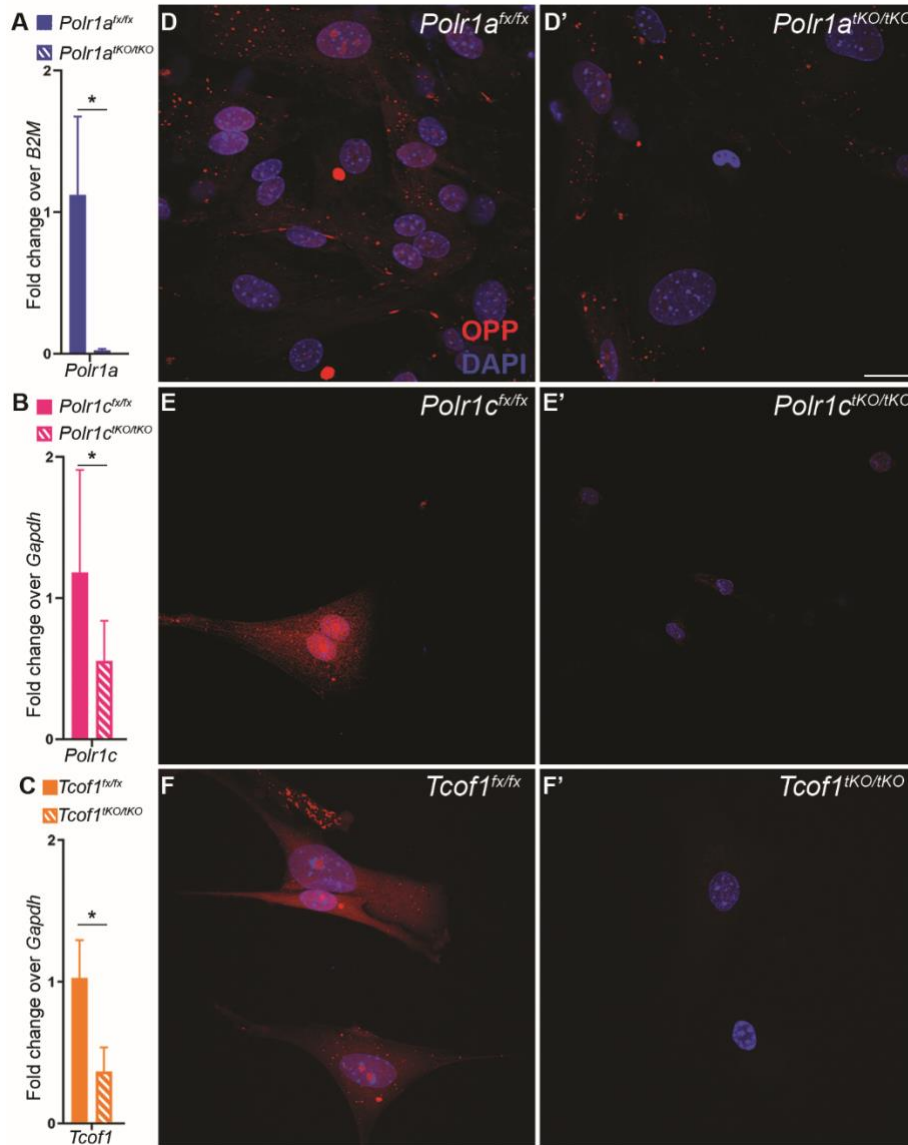 A
Polr1a^fx/fx
Polr1a^tKO/tKO
Fold change over B2M
2
*
1
0
Polr1a
D
Polr1a^fx/fx
OPP
DAPI
D'
Polr1a^tKO/tKO
B
Polr1c^fx/fx
Polr1c^tKO/tKO
Fold change over Gapdh
2
*
1
0
Polr1c
E
Polr1c^fx/fx
E'
Polr1c^tKO/tKO
C
Tcof1^fx/fx
Tcof1^tKO/tKO
Fold change over Gapdh
2
*
1
0
Tcof1
F
Tcof1^fx/fx
F'
Tcof1^tKO/tKO